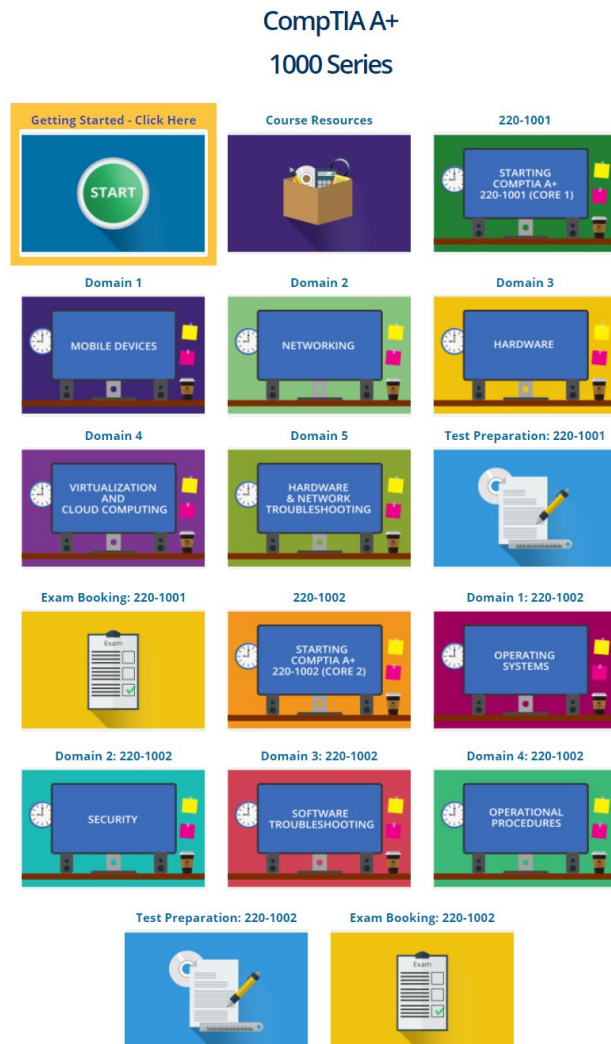 CompTIA A+
1000 Series
Getting Started - Click Here
Course Resources
220-1001
START
STARTING
COMPTIA A+
220-1001 (CORE 1)
Domain 1
Domain 2
Domain 3
MOBILE DEVICES
NETWORKING
HARDWARE
Domain 4
Domain 5
Test Preparation: 220-1001
VIRTUALIZATION
AND
CLOUD COMPUTING
HARDWARE
& NETWORK
TROUBLESHOOTING
Exam Booking: 220-1001
220-1002
Domain 1: 220-1002
Exam
STARTING
COMPTIA A+
220-1002 (CORE 2)
OPERATING
SYSTEMS
Domain 2: 220-1002
Domain 3: 220-1002
Domain 4: 220-1002
SECURITY
SOFTWARE
TROUBLESHOOTING
OPERATIONAL
PROCEDURES
Test Preparation: 220-1002
Exam Booking: 220-1002
Exam